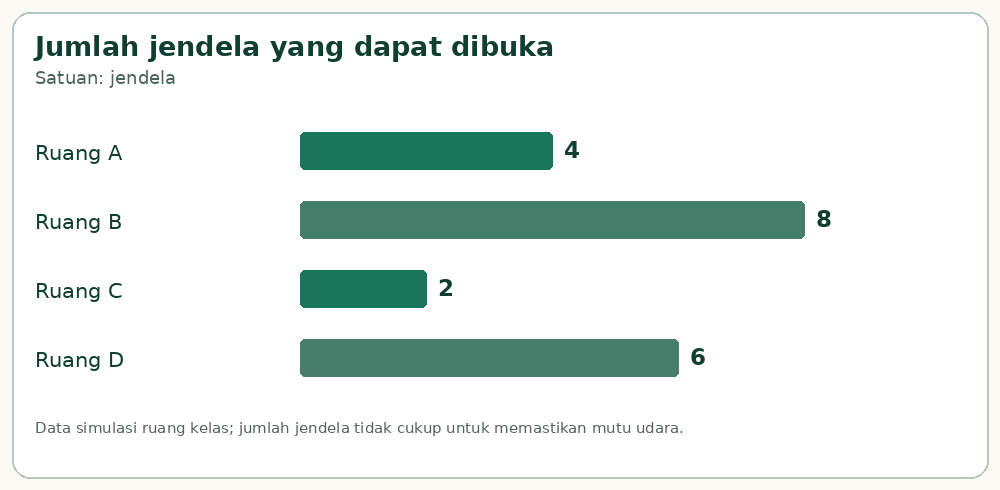 Jumlah jendela yang dapat dibuka
Satuan: jendela
Ruang A 4
Ruang B 8
Ruang C 2
Ruang D 6
Data simulasi ruang kelas; jumlah jendela tidak cukup untuk memastikan mutu udara.